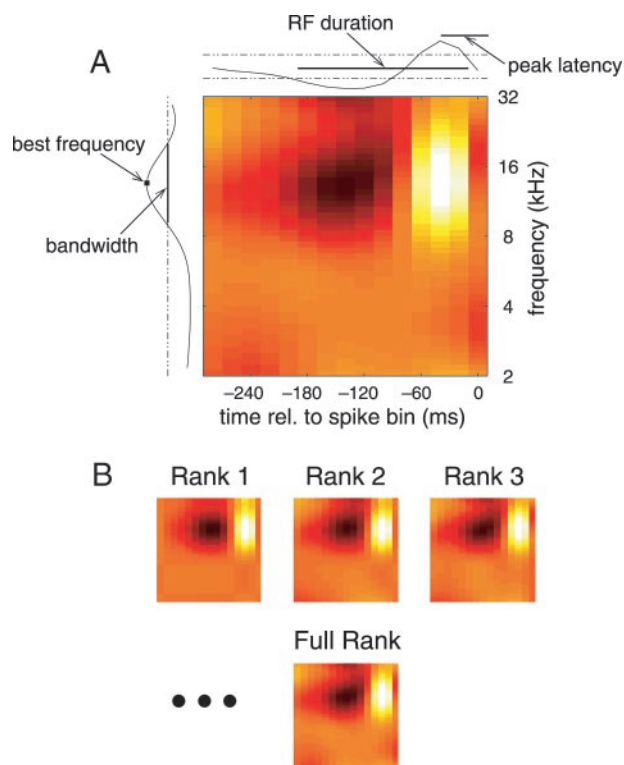 RF duration
A
peak latency
best frequency
bandwidth
32
16
8
4
2
frequency (kHz)
−240 −180 −120 −60 0
time rel. to spike bin (ms)
B
Rank 1 Rank 2 Rank 3
Full Rank